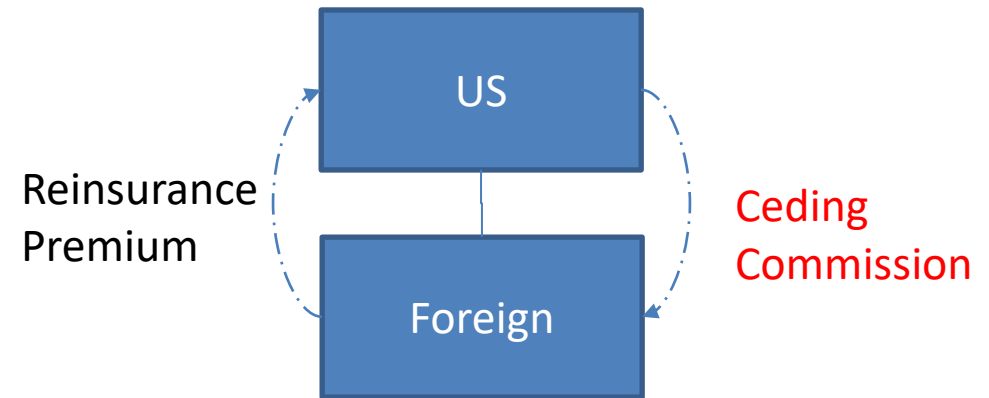 US
Reinsurance
Premium
Ceding
Commission
Foreign